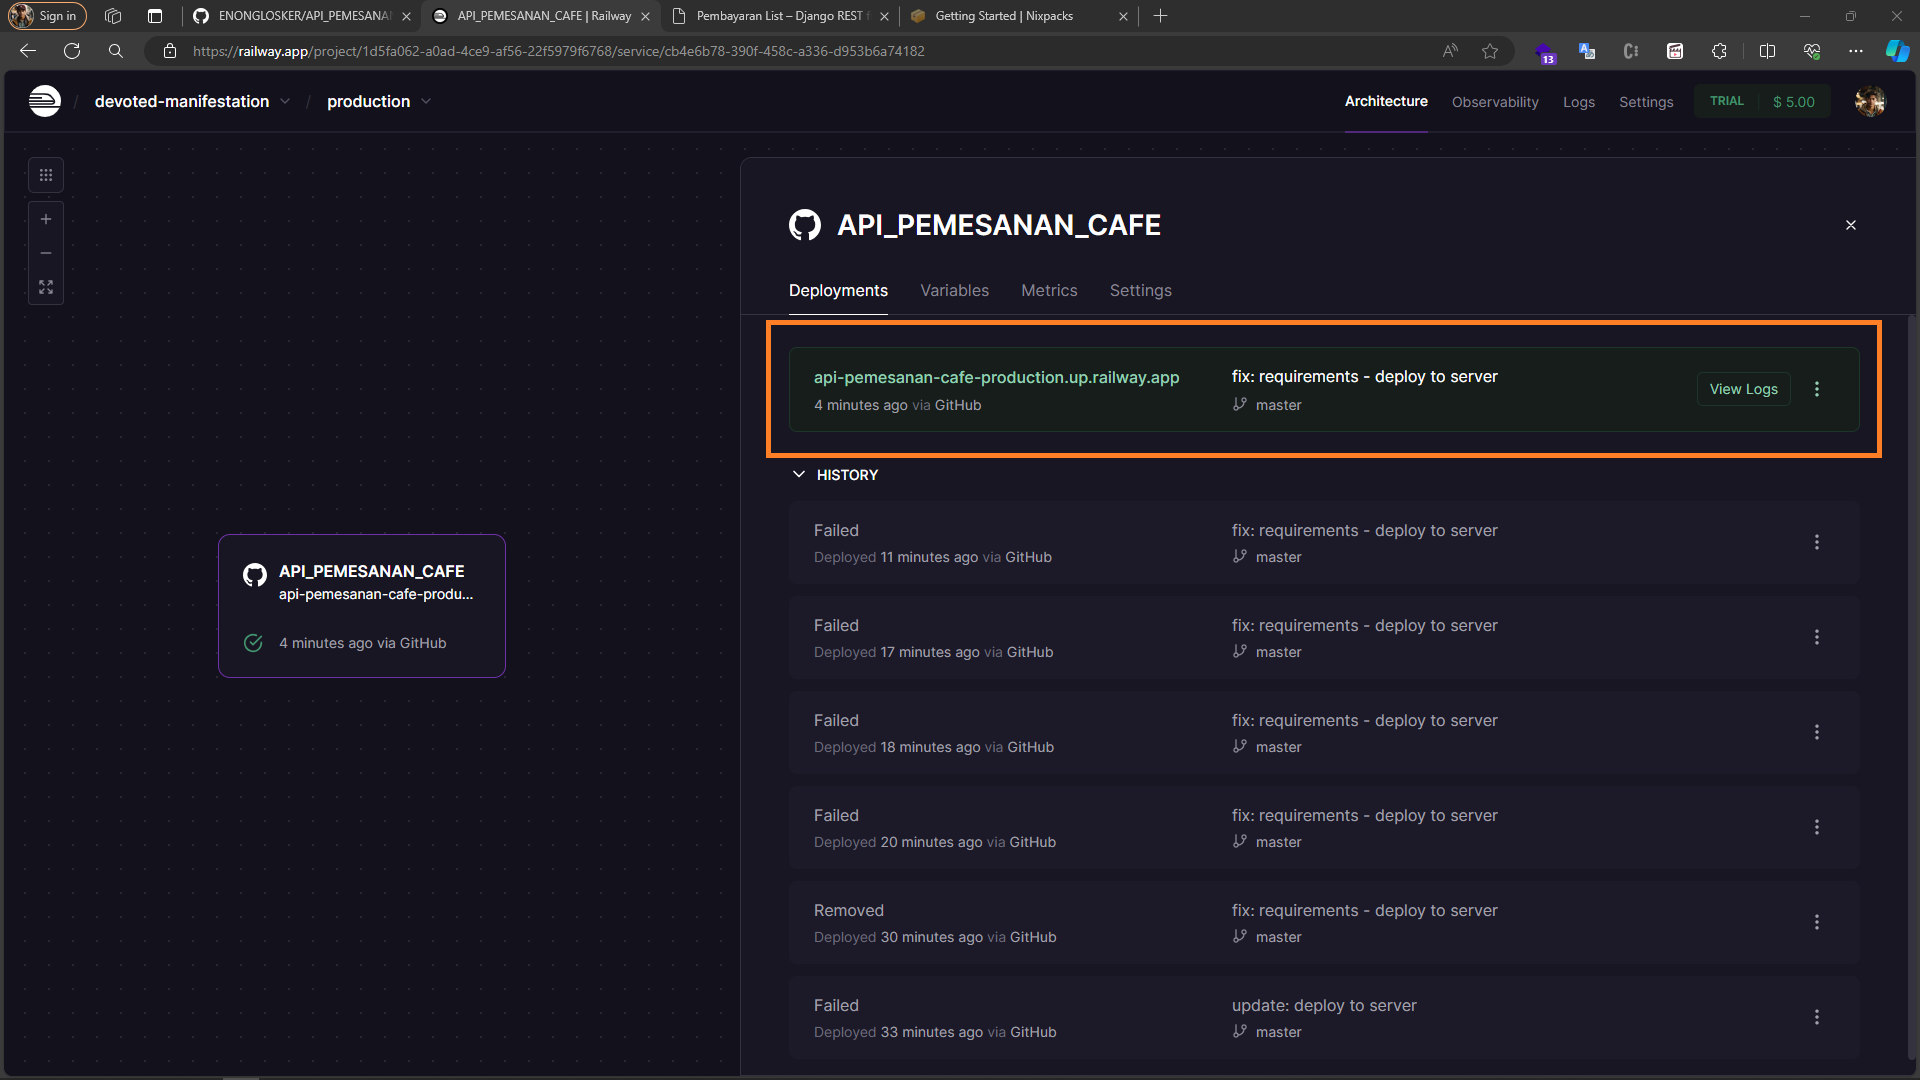 Sign in
ENONGLOSKER/API_PEMESANAN
API_PEMESANAN_CAFE | Railway
Pembayaran List – Django REST f
Getting Started | Nixpacks
https://railway.app/project/1d5fa062-a0ad-4ce9-af56-22f5979f6768/service/cb4e6b78-390f-458c-a336-d953b6a74182
13
/ devoted-manifestation / production
Architecture
Observability
Logs
Settings
TRIAL
$ 5.00
API_PEMESANAN_CAFE
Deployments
Variables
Metrics
Settings
api-pemesanan-cafe-production.up.railway.app
4 minutes ago via GitHub
fix: requirements - deploy to server
master
View Logs
HISTORY
Failed
Deployed 11 minutes ago via GitHub
fix: requirements - deploy to server
master
Failed
Deployed 17 minutes ago via GitHub
fix: requirements - deploy to server
master
Failed
Deployed 18 minutes ago via GitHub
fix: requirements - deploy to server
master
Failed
Deployed 20 minutes ago via GitHub
fix: requirements - deploy to server
master
Removed
Deployed 30 minutes ago via GitHub
fix: requirements - deploy to server
master
Failed
Deployed 33 minutes ago via GitHub
update: deploy to server
master
API_PEMESANAN_CAFE
api-pemesanan-cafe-produ...
4 minutes ago via GitHub